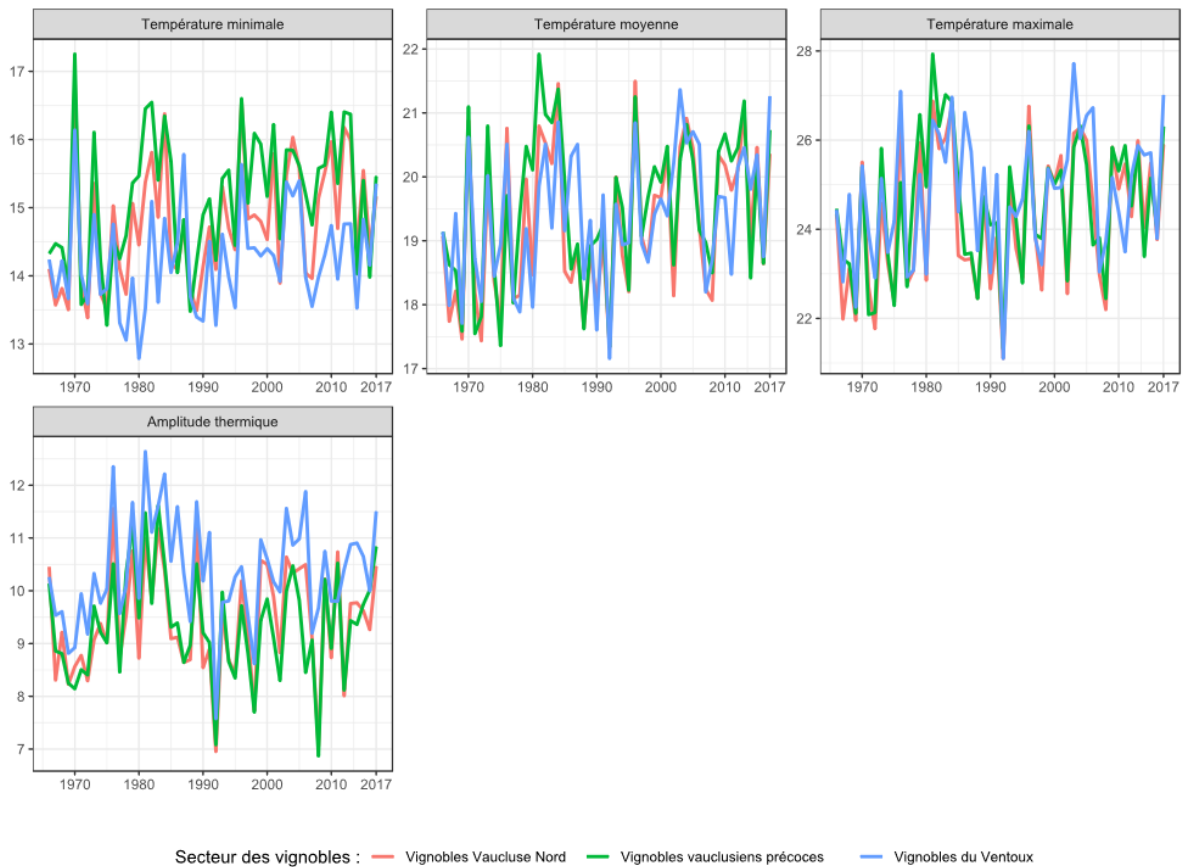 Température minimale
17
16
15
14
13
1970 1980 1990 2000 2010 2017
Température moyenne
22
21
20
19
18
17
1970 1980 1990 2000 2010 2017
Température maximale
28
26
24
22
1970 1980 1990 2000 2010 2017
Amplitude thermique
12
11
10
9
8
7
1970 1980 1990 2000 2010 2017
Secteur des vignobles : Vignobles Vaucluse Nord Vignobles vauclusiens précoces Vignobles du Ventoux